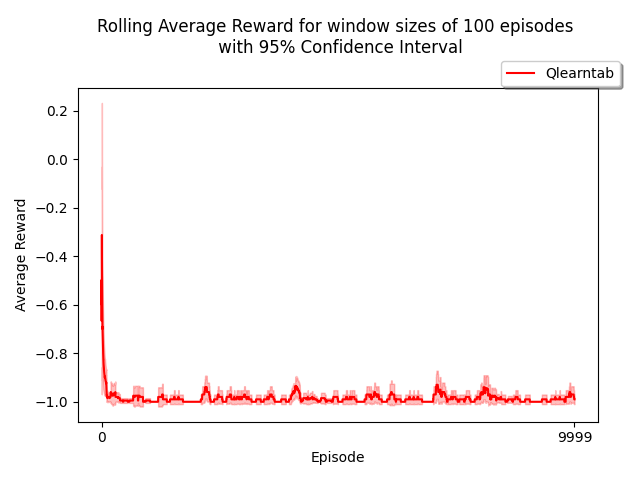 Rolling Average Reward for window sizes of 100 episodes
with 95% Confidence Interval
Qlearntab
0.2
0.0
−0.2
−0.4
−0.6
−0.8
−1.0
Average Reward
0
9999
Episode